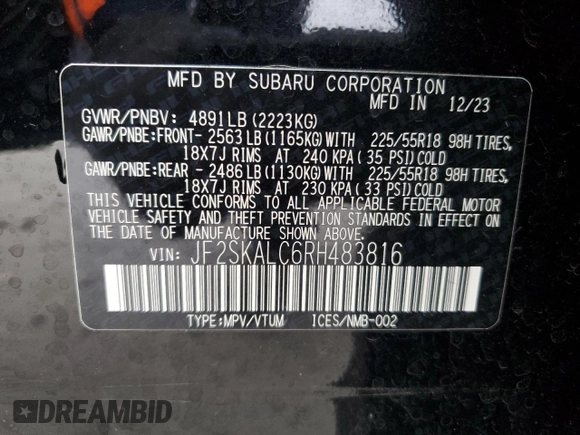 MFD BY SUBARU CORPORATION
MFD IN 12/23
GVWR/PNBV: 4891LB(2223KG)
GAWR/PNBE:FRONT- 2563LB(1165KG)WITH 225/55R18 98H TIRES,
18X7J RIMS AT 240 KPA(35 PSI)COLD
GAWR/PNBE:REAR - 2486LB(1130KG)WITH 225/55R18 98H TIRES,
18X7J RIMS AT 230 KPA(33 PSI)COLD
THIS VEHICLE CONFORMS TO ALL APPLICABLE FEDERAL MOTOR
VEHICLE SAFETY AND THEFT PREVENTION STANDARDS IN EFFECT ON
THE DATE OF MANUFACTURE SHOWN ABOVE.
VIN: JF2SKALC6RH483816
TYPE:MPV/VTUM ICES/NMB-002
DREAMBID